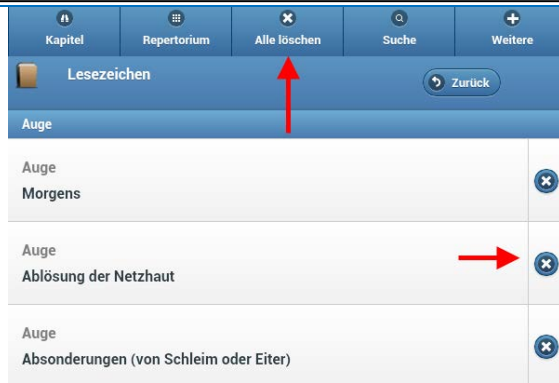 Kapitel Repertorium Alle löschen Suche Weitere
Lesezeichen Zurück
Auge
Auge
Morgens
Auge
Ablösung der Netzhaut
Auge
Absonderungen (von Schleim oder Eiter)